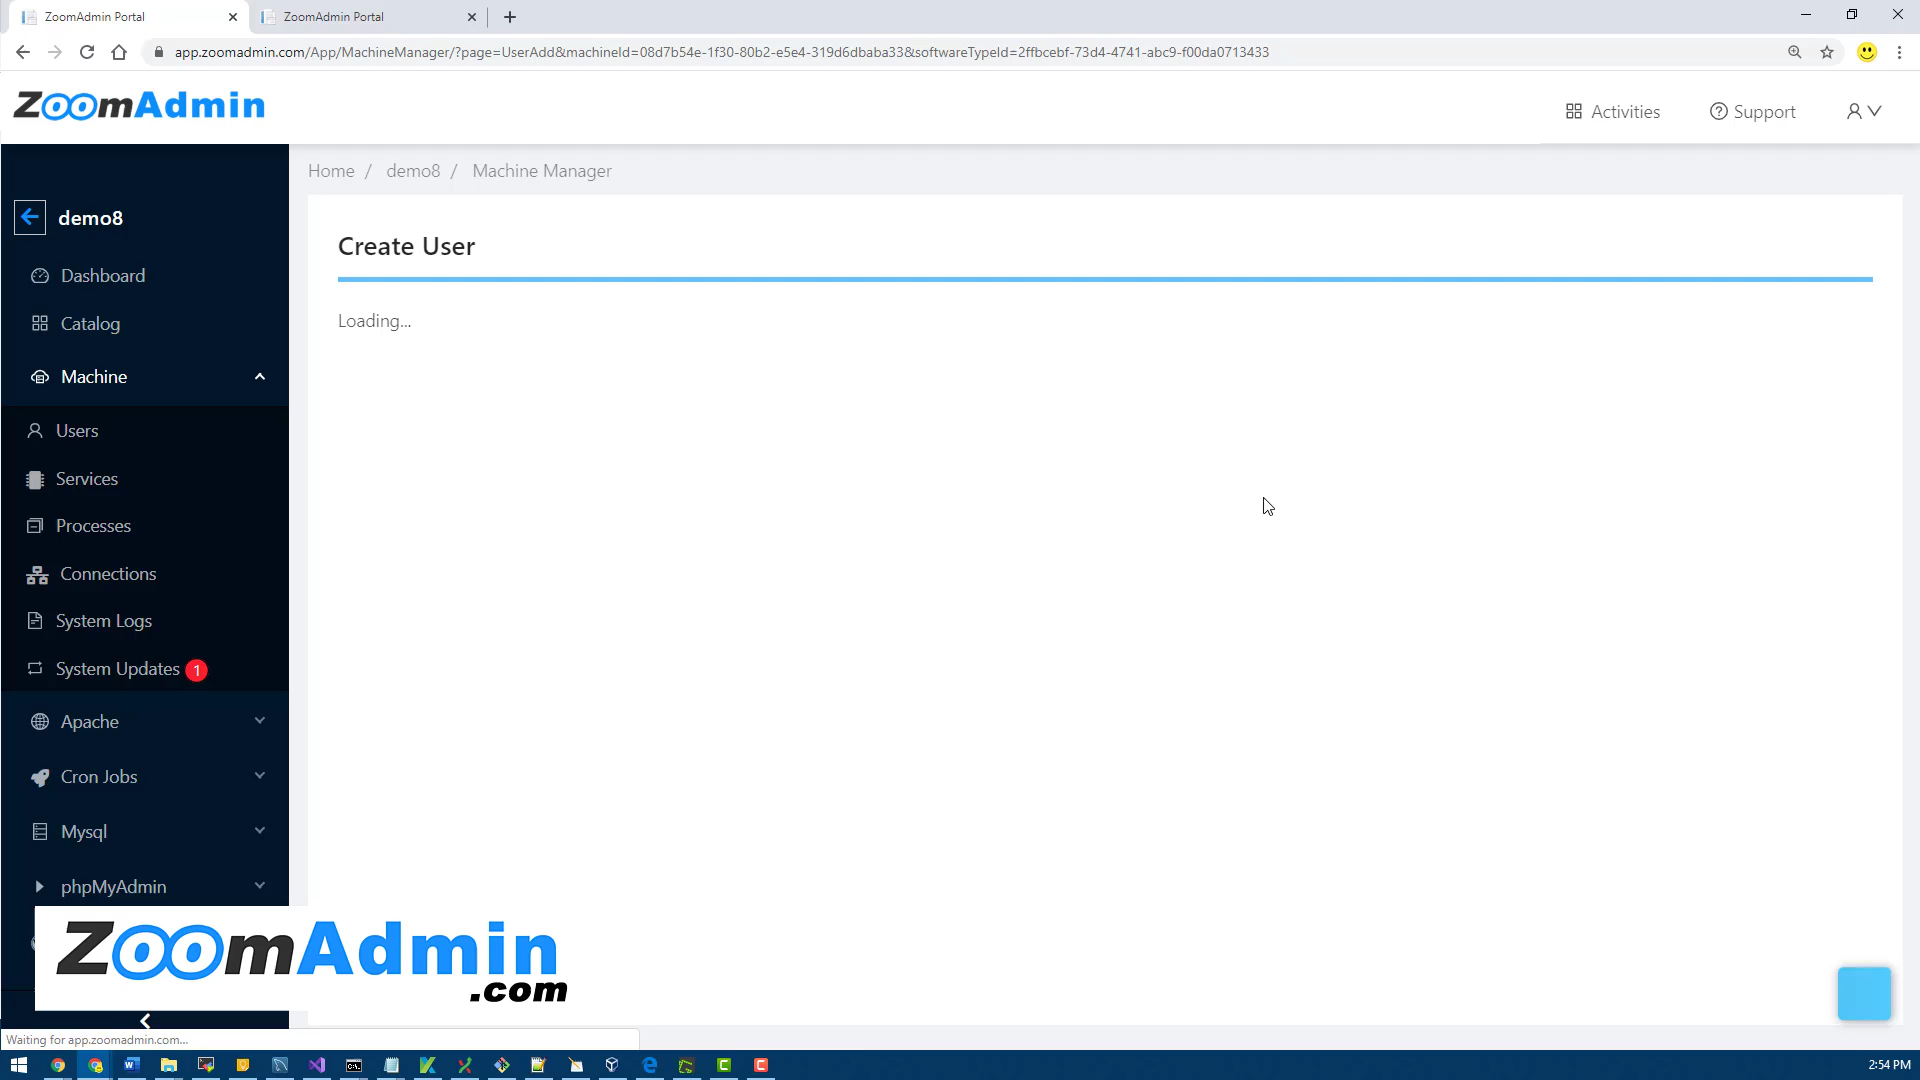 ZoomAdmin Portal
ZoomAdmin Portal
app.zoomadmin.com/App/MachineManager/?page=UserAdd&machineId=08d7b54e-1f30-80b2-e5e4-319d6dbaba33&softwareTypeId=2ffbcebf-73d4-4741-abc9-f00da0713433
ZoomAdmin
Activities
Support
Home / demo8 / Machine Manager
demo8
Create User
Dashboard
Loading...
Catalog
Machine
Users
Services
Processes
Connections
System Logs
System Updates 1
Apache
Cron Jobs
Mysql
phpMyAdmin
ZoomAdmin
.com
Waiting for app.zoomadmin.com...
2:54 PM